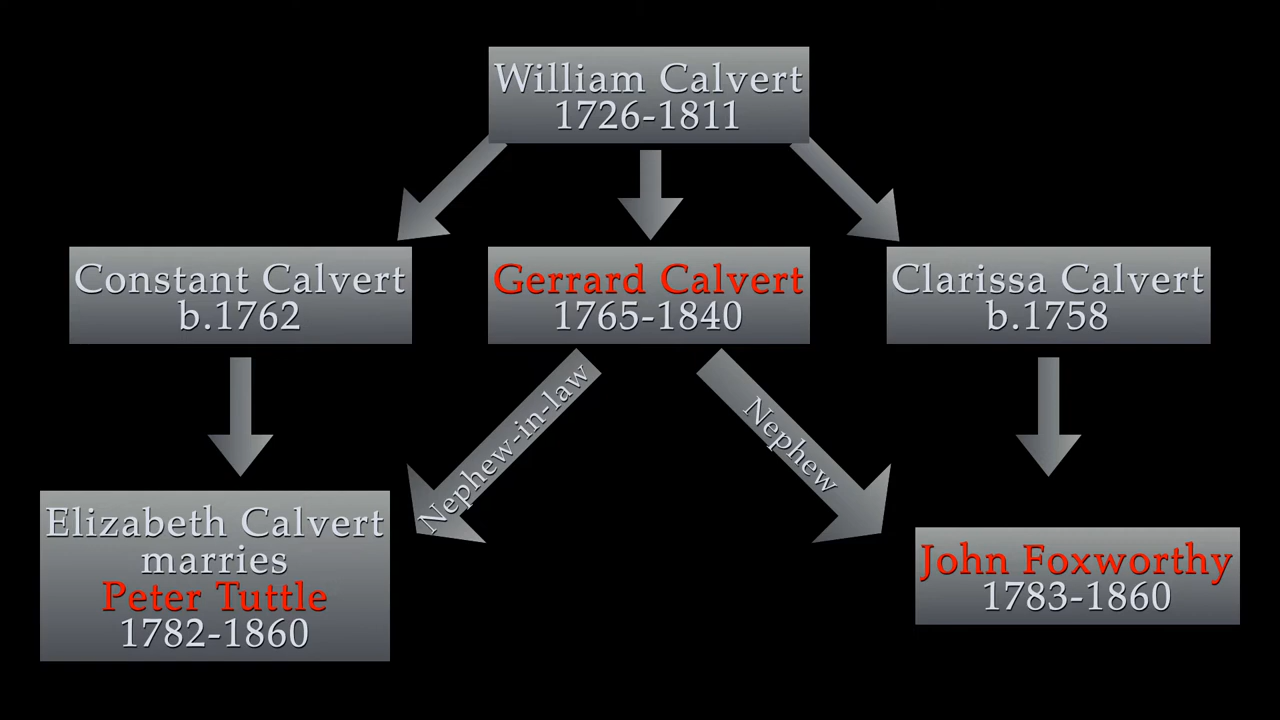 William Calvert
1726-1811
Constant Calvert
b.1762
Gerrard Calvert
1765-1840
Clarissa Calvert
b.1758
Nephew-in-law
Nephew
Elizabeth Calvert
marries
Peter Tuttle
1782-1860
John Foxworthy
1783-1860